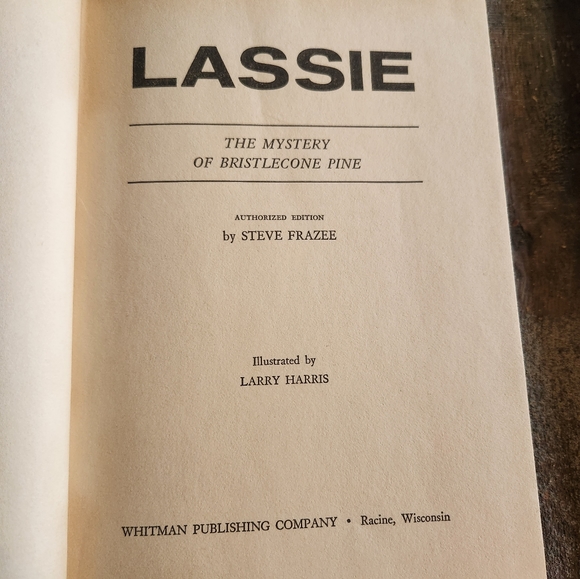 LASSIE
THE MYSTERY
OF BRISTLECONE PINE
AUTHORIZED EDITION
by STEVE FRAZEE
Illustrated by
LARRY HARRIS
WHITMAN PUBLISHING COMPANY • Racine, Wisconsin